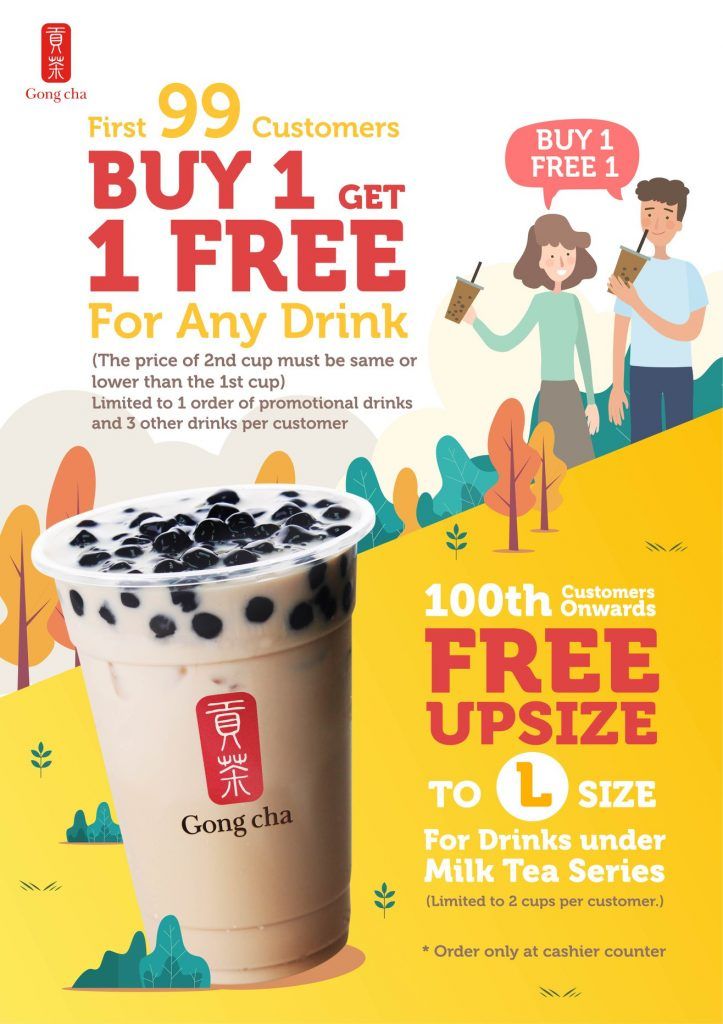 貢茶
Gong cha
First 99 Customers
BUY 1 GET
1 FREE
For Any Drink
(The price of 2nd cup must be same or
lower than the 1st cup)
Limited to 1 order of promotional drinks
and 3 other drinks per customer
BUY 1
FREE 1
貢茶
Gong cha
100th Customers
Onwards
FREE
UPSIZE
TO L SIZE
For Drinks under
Milk Tea Series
(Limited to 2 cups per customer.)
* Order only at cashier counter